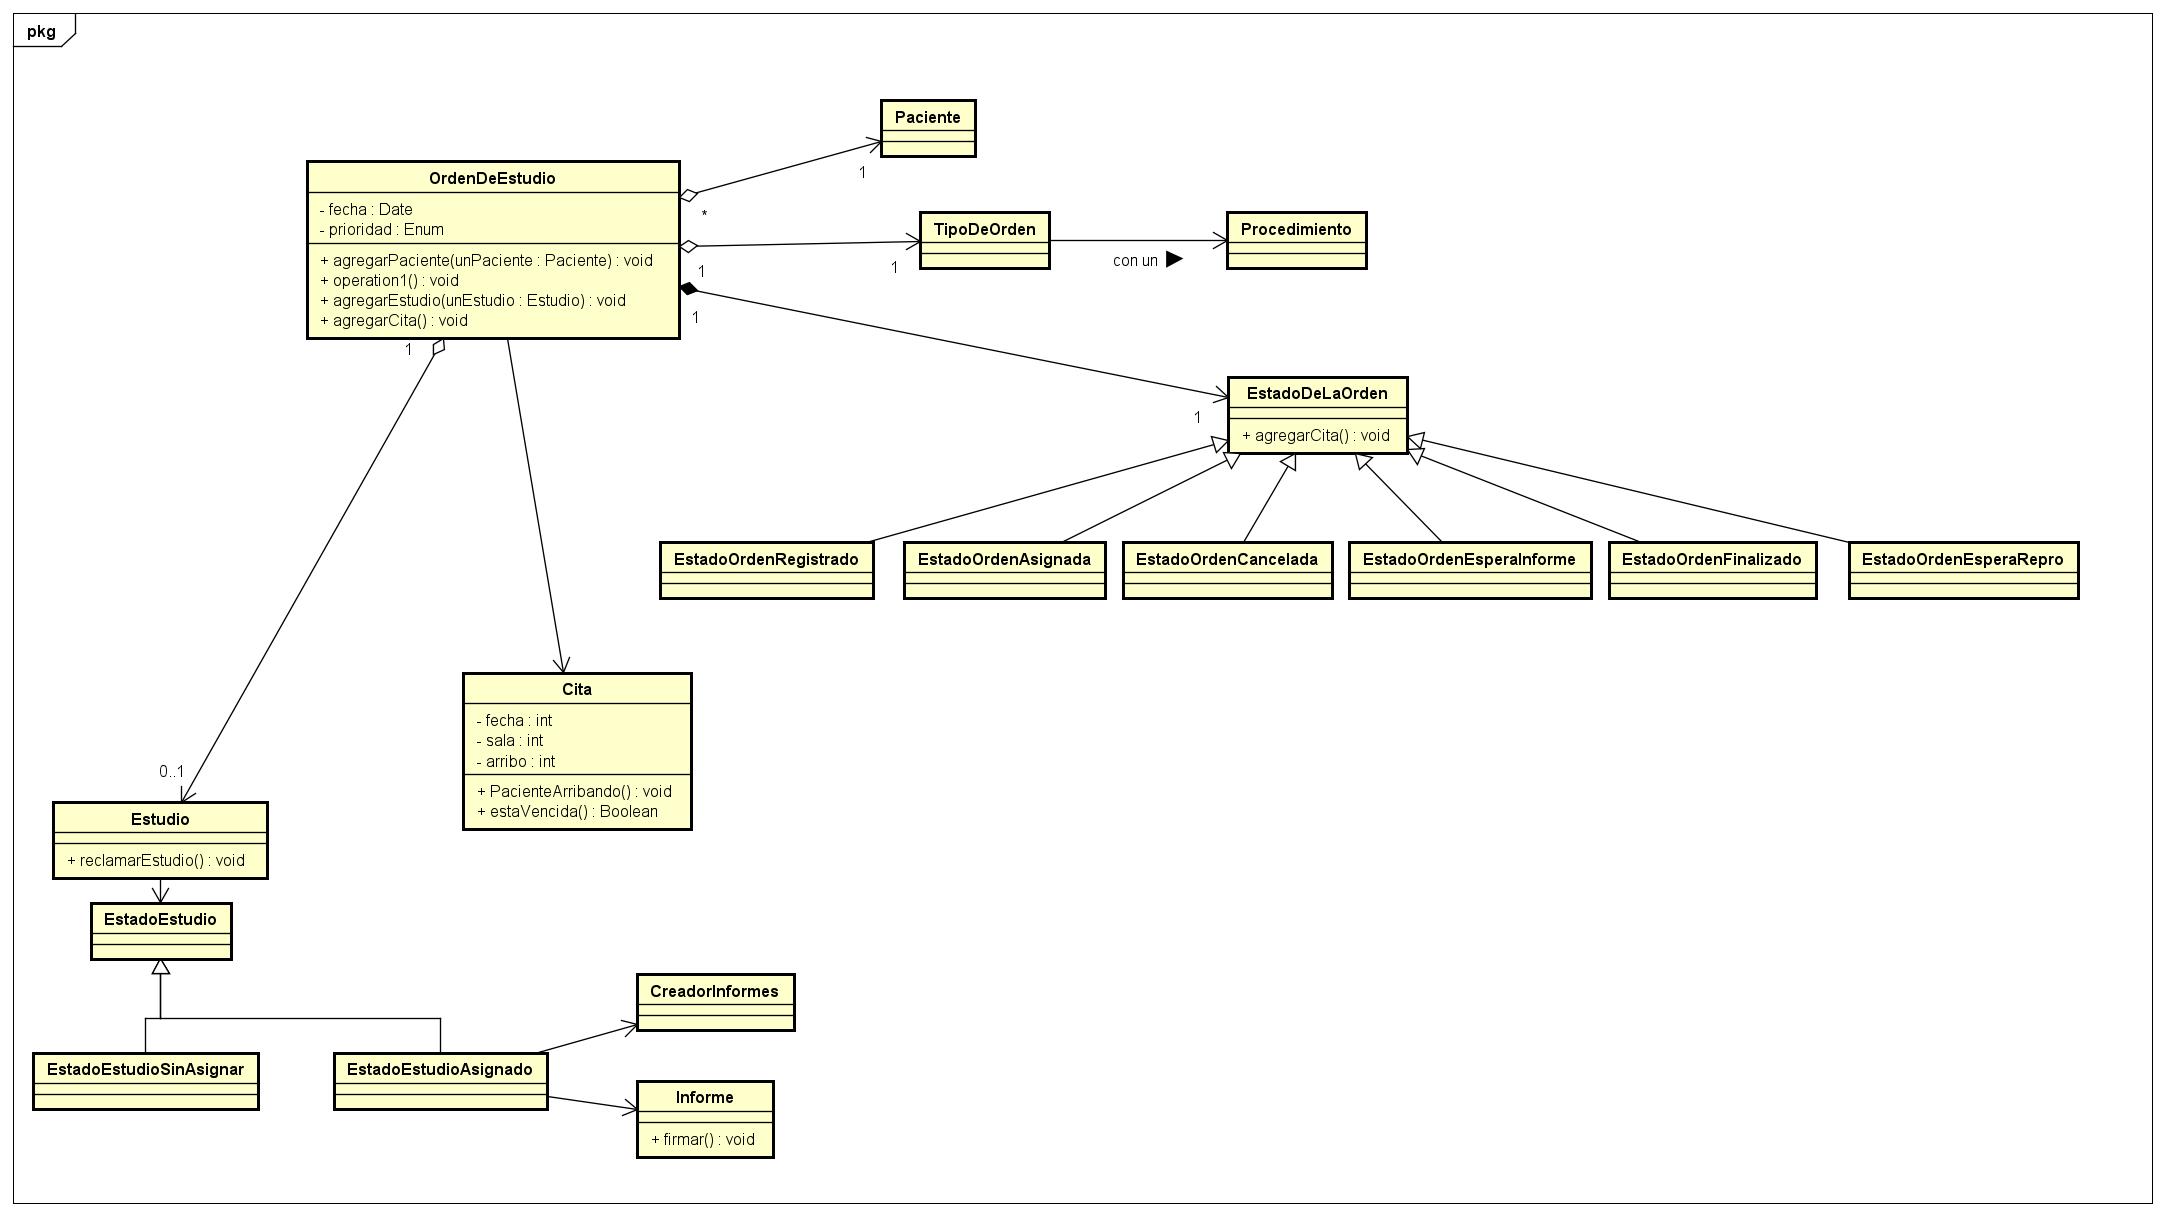 pkg
Paciente
1
OrdenDeEstudio
- fecha : Date
- prioridad : Enum
+ agregarPaciente(unPaciente : Paciente) : void
+ operation1() : void
+ agregarEstudio(unEstudio : Estudio) : void
+ agregarCita() : void
*
TipoDeOrden
1
1
con un ►
Procedimiento
1
1
1
EstadoDeLaOrden
+ agregarCita() : void
EstadoOrdenRegistrado
EstadoOrdenAsignada
EstadoOrdenCancelada
EstadoOrdenEsperaInforme
EstadoOrdenFinalizado
EstadoOrdenEsperaRepro
Cita
- fecha : int
- sala : int
- arribo : int
+ PacienteArribando() : void
+ estaVencida() : Boolean
0..1
Estudio
+ reclamarEstudio() : void
EstadoEstudio
EstadoEstudioSinAsignar
EstadoEstudioAsignado
CreadorInformes
Informe
+ firmar() : void